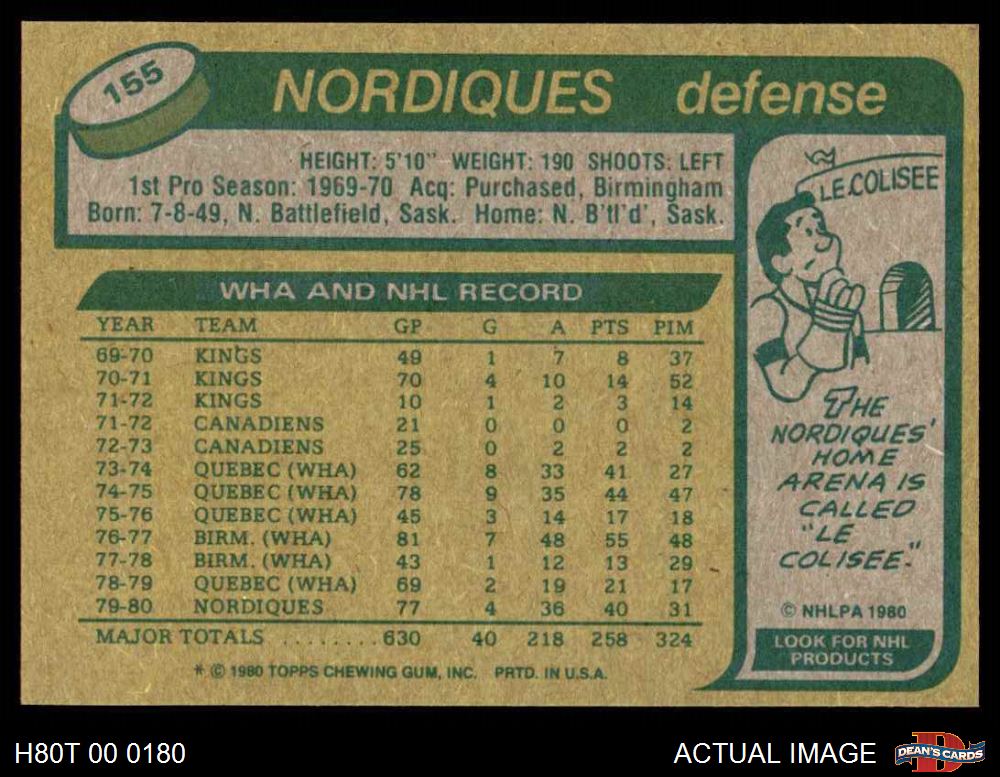 155
NORDIQUES defense
HEIGHT: 5'10" WEIGHT: 190 SHOOTS: LEFT
1st Pro Season: 1969-70 Acq: Purchased, Birmingham
Born: 7-8-49, N. Battlefield, Sask. Home: N. B'tl'd', Sask.
WHA AND NHL RECORD
YEAR TEAM GP G A PTS PIM
69-70 KINGS 49 1 7 8 37
70-71 KINGS 70 4 10 14 52
71-72 KINGS 10 1 2 3 14
71-72 CANADIENS 21 0 0 0 2
72-73 CANADIENS 25 0 2 2 2
73-74 QUEBEC (WHA) 62 8 33 41 27
74-75 QUEBEC (WHA) 78 9 35 44 47
75-76 QUEBEC (WHA) 45 3 14 17 18
76-77 BIRM. (WHA) 81 7 48 55 48
77-78 BIRM. (WHA) 43 1 12 13 29
78-79 QUEBEC (WHA) 69 2 19 21 17
79-80 NORDIQUES 77 4 36 40 31
MAJOR TOTALS ........ 630 40 218 258 324
* © 1980 TOPPS CHEWING GUM, INC. PRTD. IN U.S.A.
LE COLISEE
THE
NORDIQUES'
HOME
ARENA IS
CALLED
"LE
COLISEE."
© NHLPA 1980
LOOK FOR NHL
PRODUCTS
H80T 00 0180
ACTUAL IMAGE
D
DEAN'S CARDS